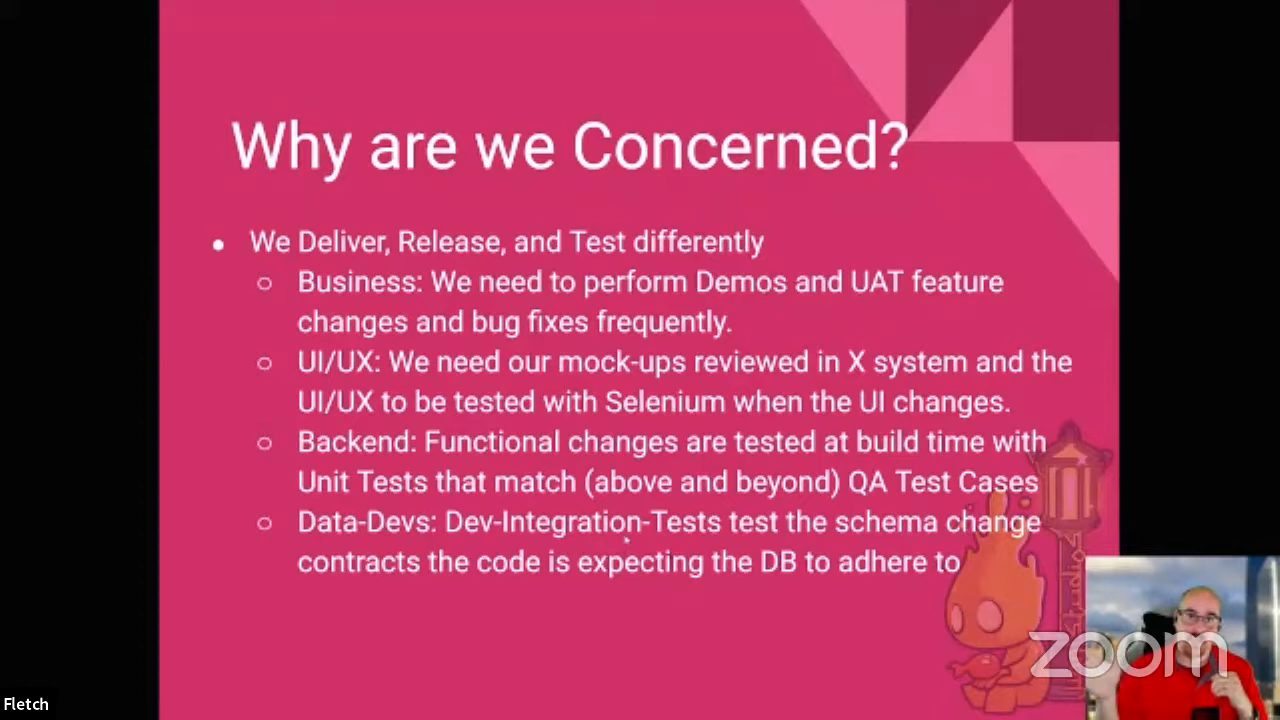 Why are we Concerned?
● We Deliver, Release, and Test differently
○ Business: We need to perform Demos and UAT feature
changes and bug fixes frequently.
○ UI/UX: We need our mock-ups reviewed in X system and the
UI/UX to be tested with Selenium when the UI changes.
○ Backend: Functional changes are tested at build time with
Unit Tests that match (above and beyond) QA Test Cases
○ Data-Devs: Dev-Integration-Tests test the schema change
contracts the code is expecting the DB to adhere to
zoom
Fletch